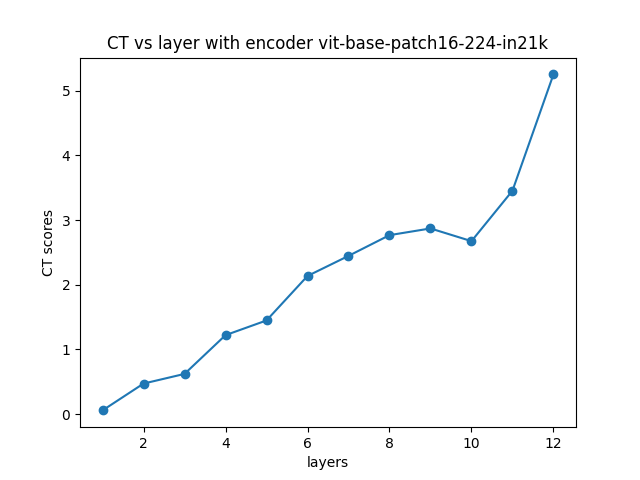 CT vs layer with encoder vit-base-patch16-224-in21k
5
4
3
2
1
0
CT scores
2 4 6 8 10 12
layers